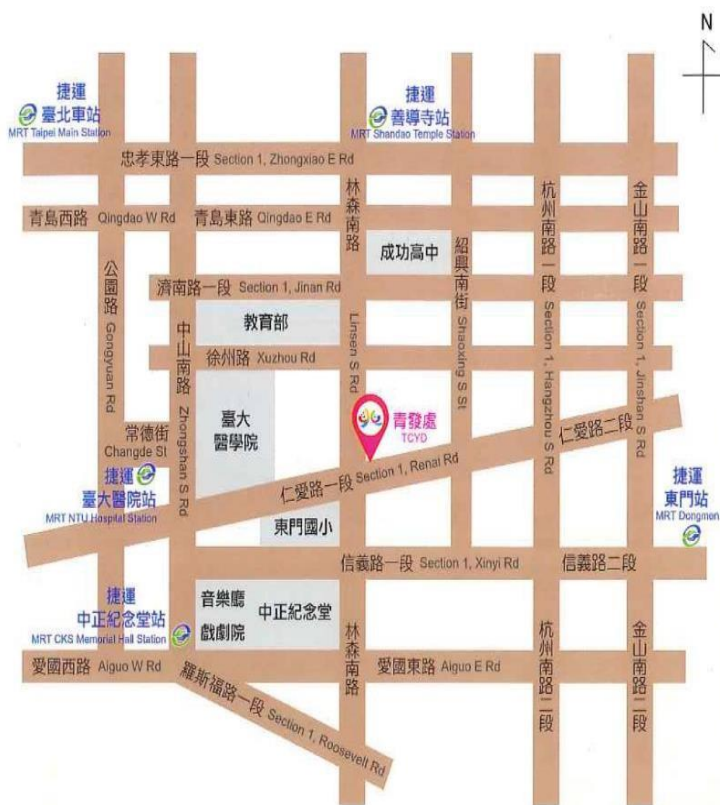 N
捷運
臺北車站
MRT Taipei Main Station
捷運
善導寺站
MRT Shandao Temple Station
忠孝東路一段 Section 1, Zhongxiao E Rd
青島西路 Qingdao W Rd
青島東路 Qingdao E Rd
林森南路
Linsen S Rd
成功高中
紹興南街 Shaoxing S St
杭州南路一段 Section 1, Hangzhou S Rd
金山南路一段 Section 1, Jinshan S Rd
公園路 Gongyuan Rd
濟南路一段 Section 1, Jinan Rd
中山南路 Zhongshan S Rd
教育部
徐州路 Xuzhou Rd
臺大
醫學院
青發處
TCYD
常德街
Changde St
仁愛路一段 Section 1, Renai Rd
仁愛路二段
捷運
臺大醫院站
MRT NTU Hospital Station
捷運
東門站
MRT Dongmen
東門國小
信義路一段 Section 1, Xinyi Rd
信義路二段
捷運
中正紀念堂站
MRT CKS Memorial Hall Station
音樂廳
戲劇院
中正紀念堂
林森南路
杭州南路二段
金山南路二段
愛國西路 Aiguo W Rd
愛國東路 Aiguo E Rd
羅斯福路一段 Section 1, Roosevelt Rd